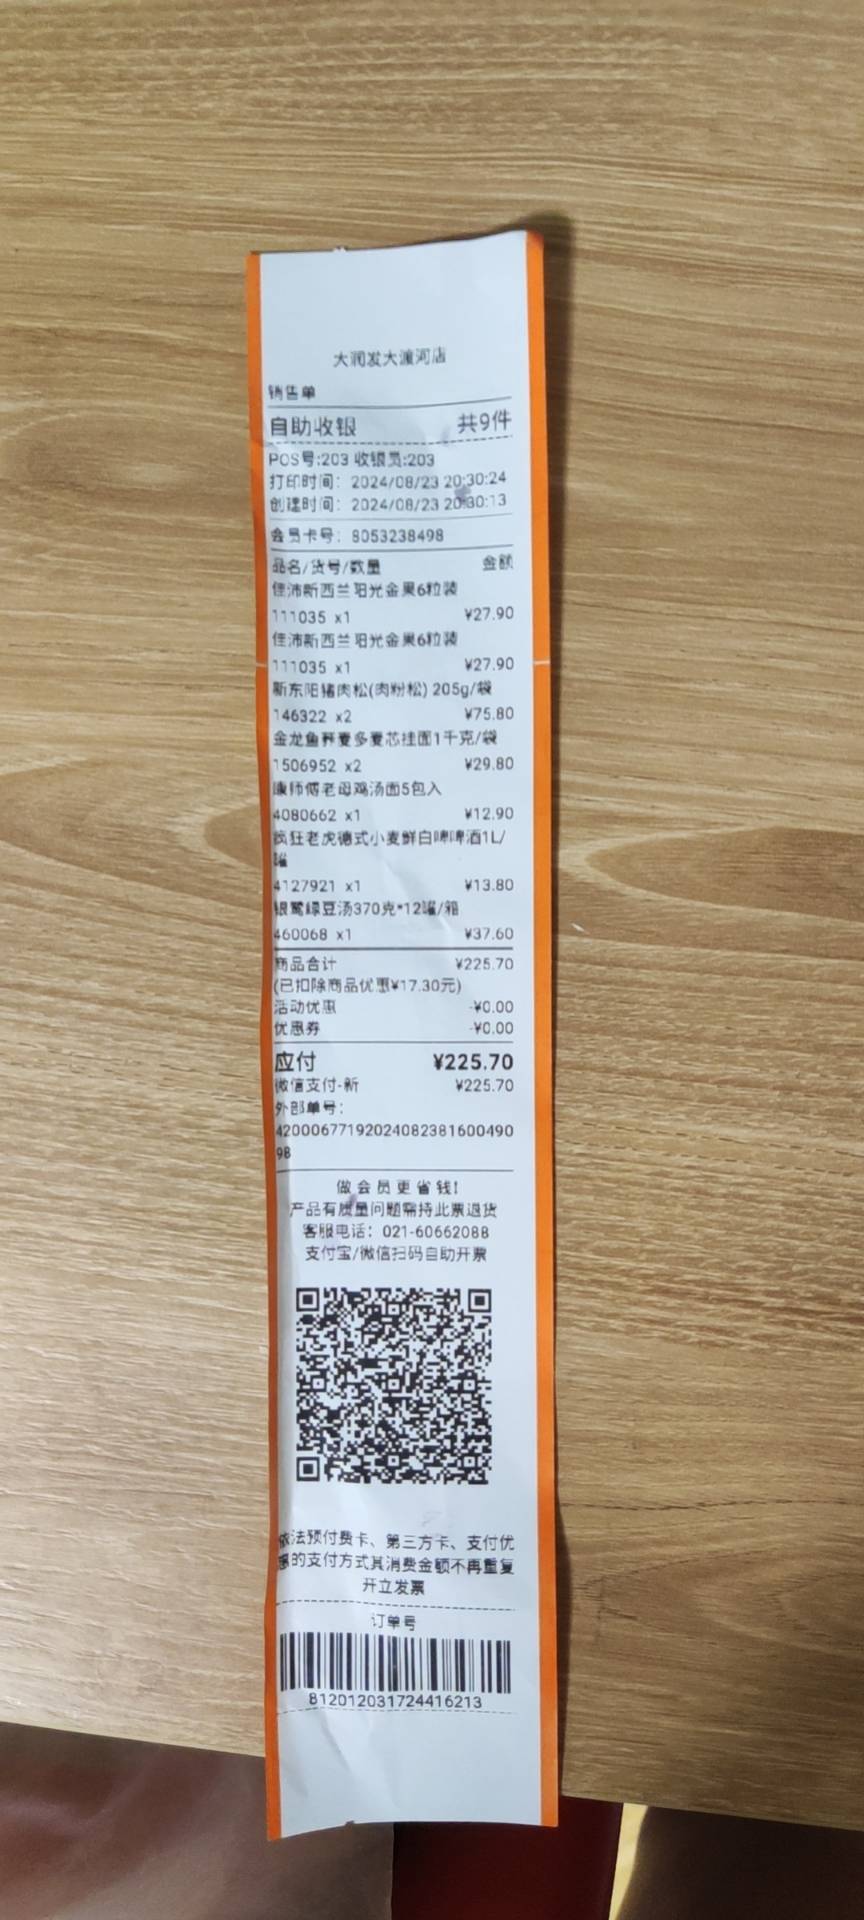 大润发大渡河店
销售单
自助收银 共9件
POS号:203 收银员:203
打印时间: 2024/08/23 20:30:24
创建时间: 2024/08/23 20:30:13
会员卡号: 8053238498
品名/货号/数量 金额
佳沛新西兰阳光金果6粒装
111035 x1 ¥27.90
佳沛新西兰阳光金果6粒装
111035 x1 ¥27.90
新东阳猪肉松(肉粉松) 205g/袋
146322 x2 ¥75.80
金龙鱼荞麦多麦芯挂面1千克/袋
1506952 x2 ¥29.80
康师傅老母鸡汤面5包入
4080662 x1 ¥12.90
疯狂老虎德式小麦鲜白啤啤酒1L/
罐
4127921 x1 ¥13.80
银鹭绿豆汤370克*12罐/箱
460068 x1 ¥37.60
商品合计 ¥225.70
(已扣除商品优惠¥17.30元)
活动优惠 -¥0.00
优惠券 -¥0.00
应付 ¥225.70
微信支付-新 ¥225.70
外部单号:
42000677192024082381600490
98
做会员更省钱!
产品有质量问题需持此票退货
客服电话: 021-60662088
支付宝/微信扫码自助开票
依法预付费卡、第三方卡、支付优
惠的支付方式其消费金额不再重复
开立发票
订单号
812012031724416213